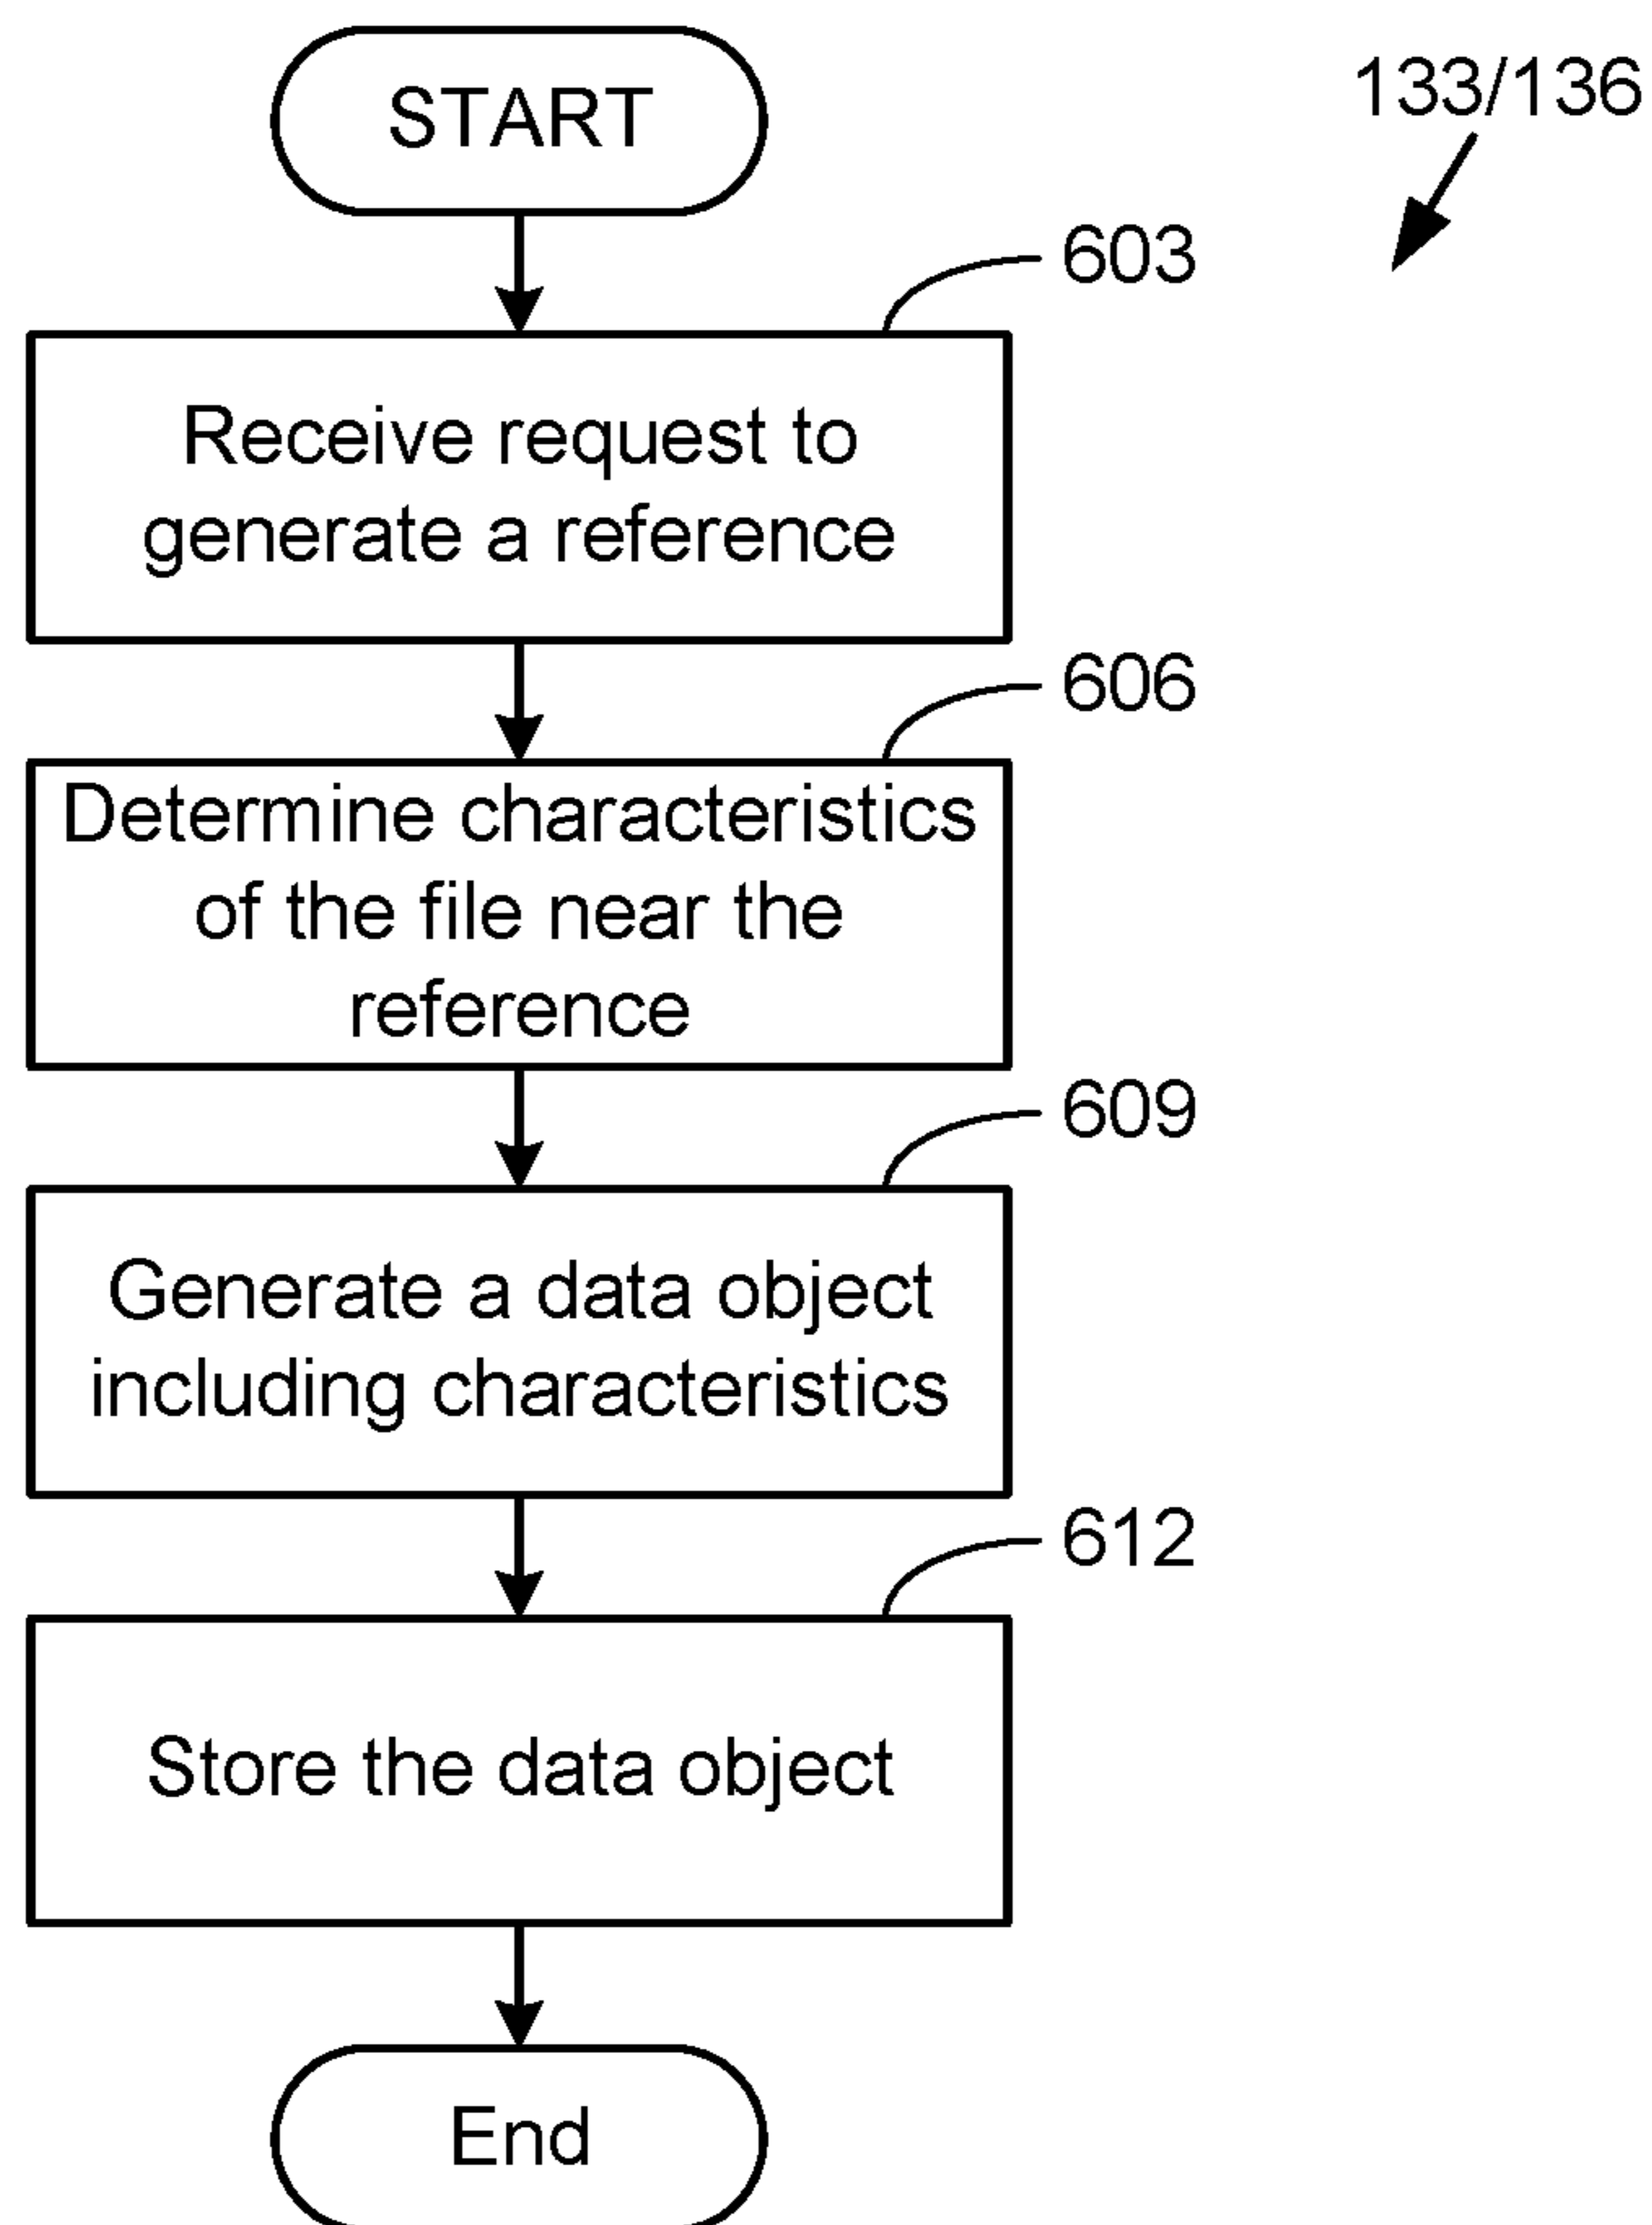 START
133/136
603
Receive request to
generate a reference
606
Determine characteristics
of the file near the
reference
609
Generate a data object
including characteristics
612
Store the data object
End